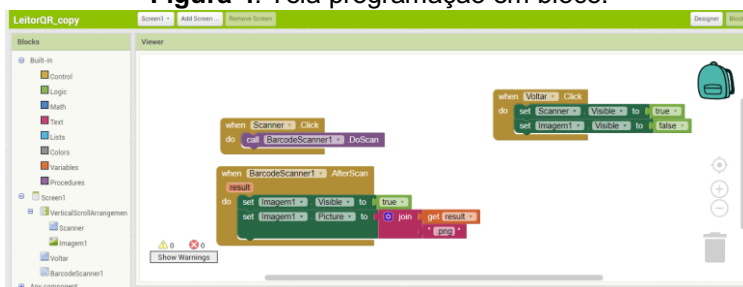 Figura 4. Tela programação em bloco.
LeitorQR_copy
Screen1
Add Screen ...
Remove Screen
Designer
Blocks
Viewer
Built-in
Control
Logic
Math
Text
Lists
Colors
Variables
Procedures
Screen1
VerticalScrollArrangemen
Scanner
Imagem1
Voltar
BarcodeScanner1
Any component
when Scanner .Click
do call BarcodeScanner1 .DoScan
when BarcodeScanner1 .AfterScan
result
do set Imagem1 . Visible to true
set Imagem1 . Picture to join get result
" png "
when Voltar .Click
do set Scanner . Visible to true
set Imagem1 . Visible to false
0 0
Show Warnings